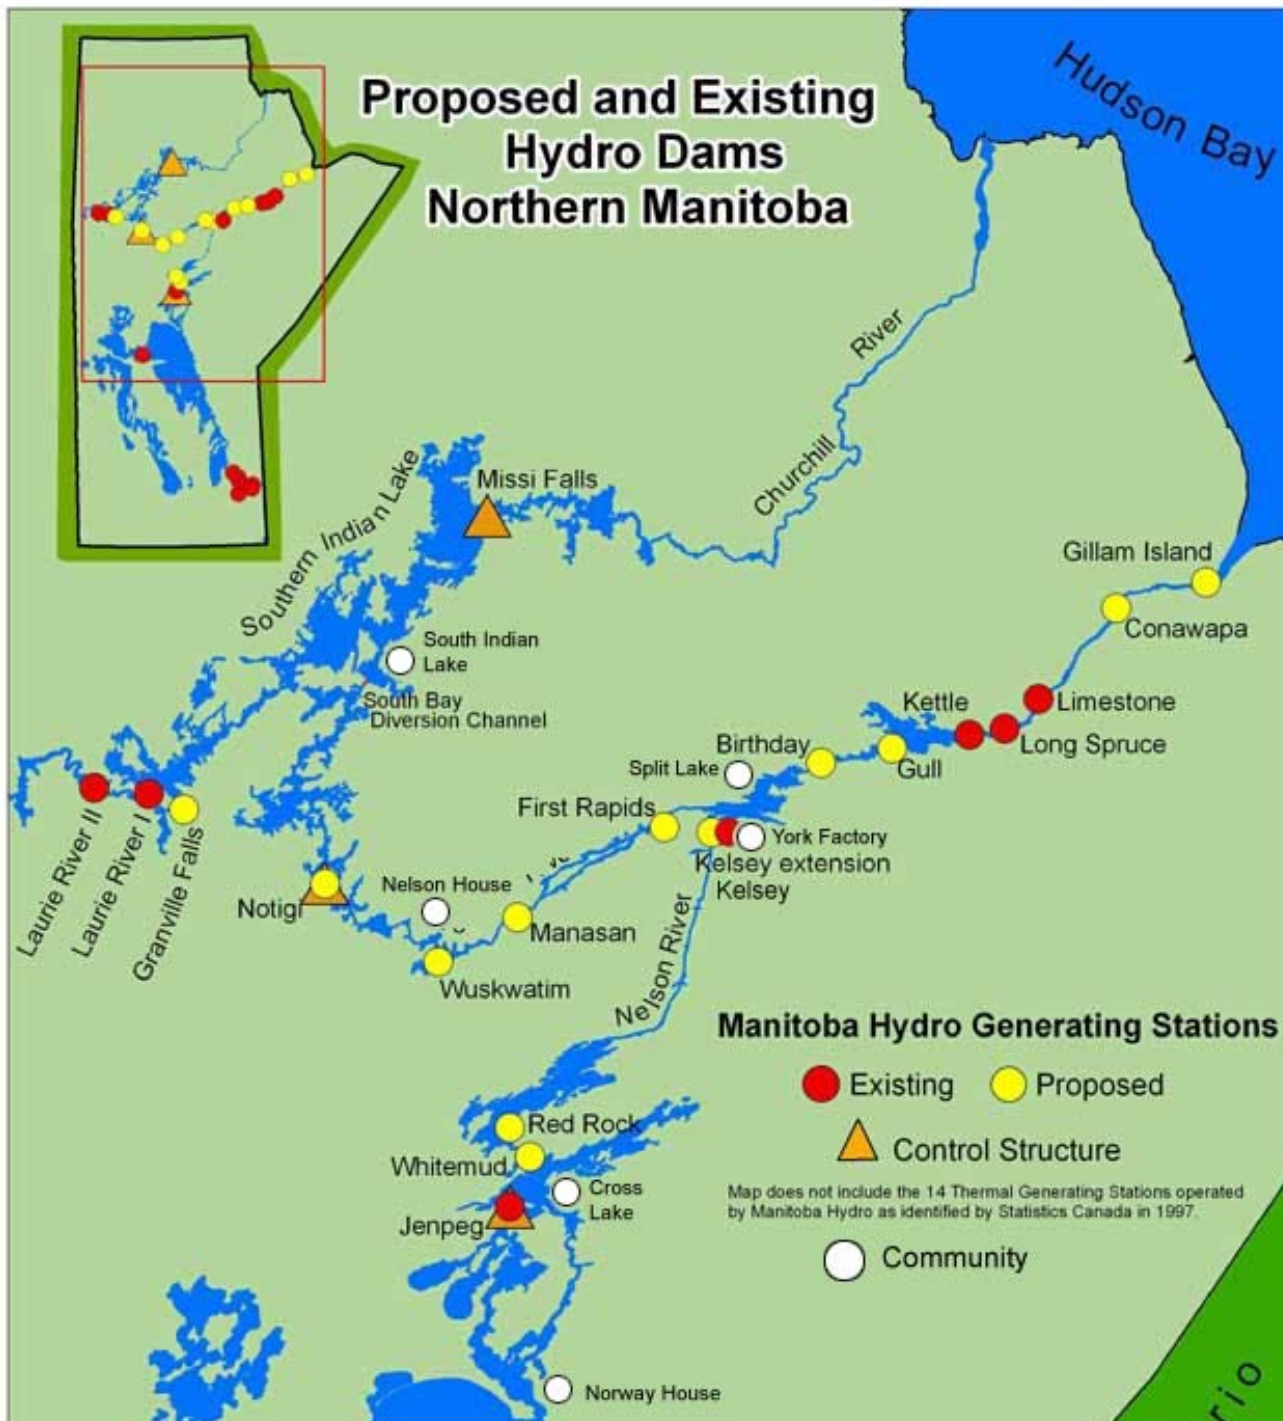 Proposed and Existing
Hydro Dams
Northern Manitoba
Hudson Bay
River
Churchill
Southern Indian Lake
Missi Falls
Gillam Island
Conawapa
South Indian
Lake
South Bay
Diversion Channel
Kettle
Limestone
Long Spruce
Birthday
Gull
Split Lake
First Rapids
York Factory
Kelsey extension
Kelsey
Laurie River II
Laurie River I
Granville Falls
Notigi
Nelson House
Manasan
Wuskwatim
Nelson River
Manitoba Hydro Generating Stations
Existing
Proposed
Control Structure
Map does not include the 14 Thermal Generating Stations operated
by Manitoba Hydro as identified by Statistics Canada in 1997.
Community
Red Rock
Whitemud
Cross
Lake
Jenpeg
Norway House
rio